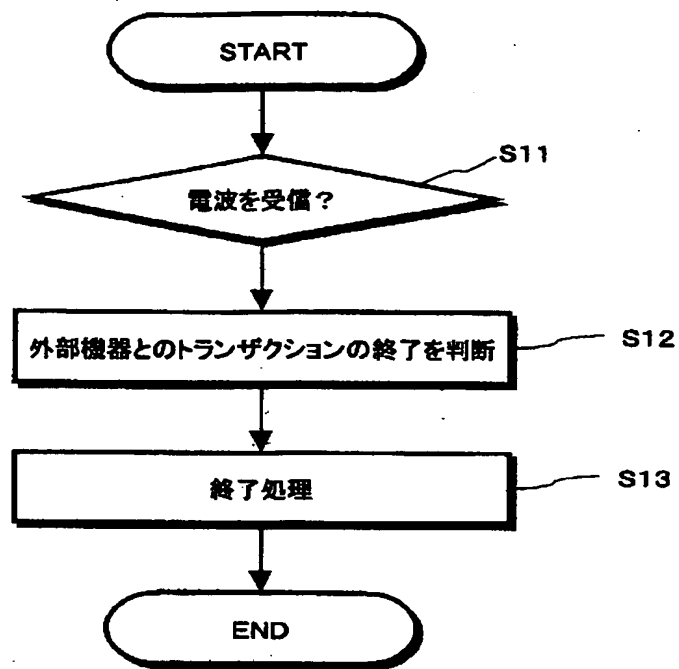 START
S11
電波を受信？
外部機器とのトランザクションの終了を判断
S12
終了処理
S13
END